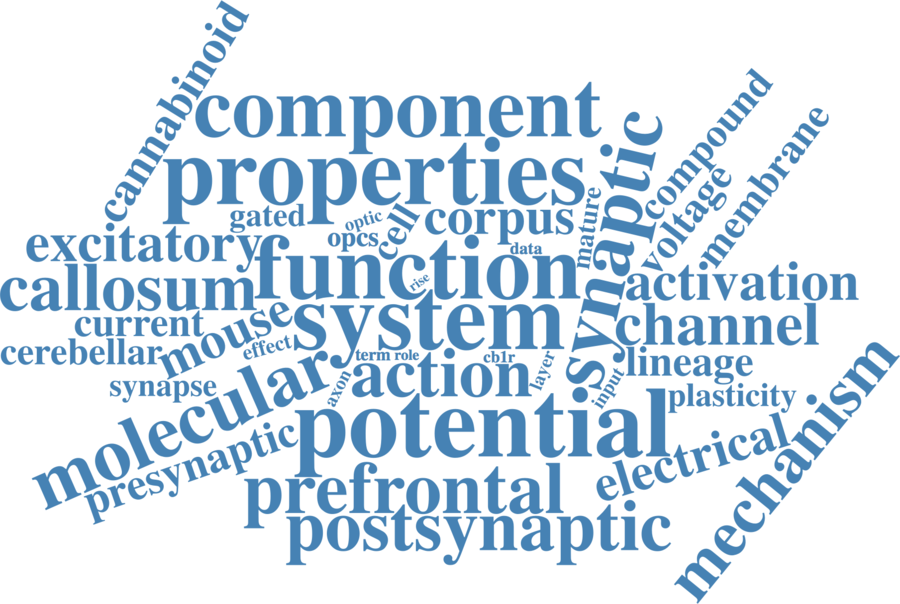 cannabinoid
component
compound
membrane
properties
synaptic
voltage
gated
optic
cell
corpus
mature
excitatory
opcs
data
function
rise
callosum
activation
current
mouse
system
channel
cerebellar
effect
term role
cb1r
layer
input
lineage
synapse
molecular
axon
action
plasticity
mechanism
presynaptic
potential
electrical
prefrontal
postsynaptic